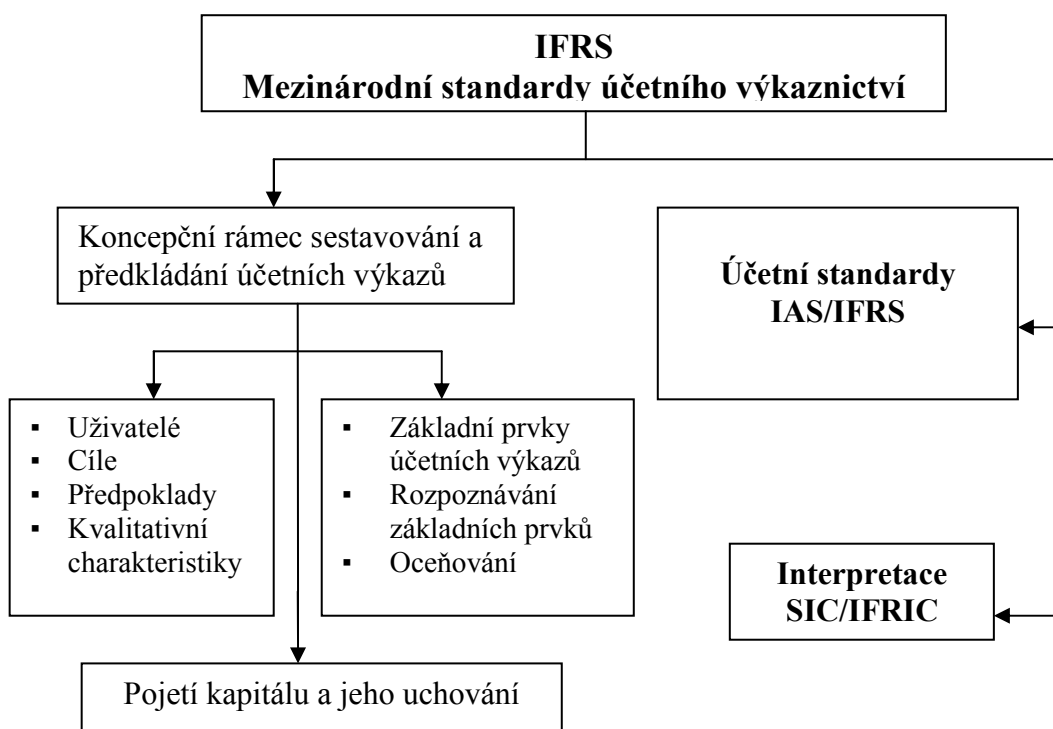 IFRS
Mezinárodní standardy účetního výkaznictví
Koncepční rámec sestavování a
předkládání účetních výkazů
Účetní standardy
IAS/IFRS
▪ Uživatelé
▪ Cíle
▪ Předpoklady
▪ Kvalitativní
charakteristiky
▪ Základní prvky
účetních výkazů
▪ Rozpoznávání
základních prvků
▪ Oceňování
Interpretace
SIC/IFRIC
Pojetí kapitálu a jeho uchování